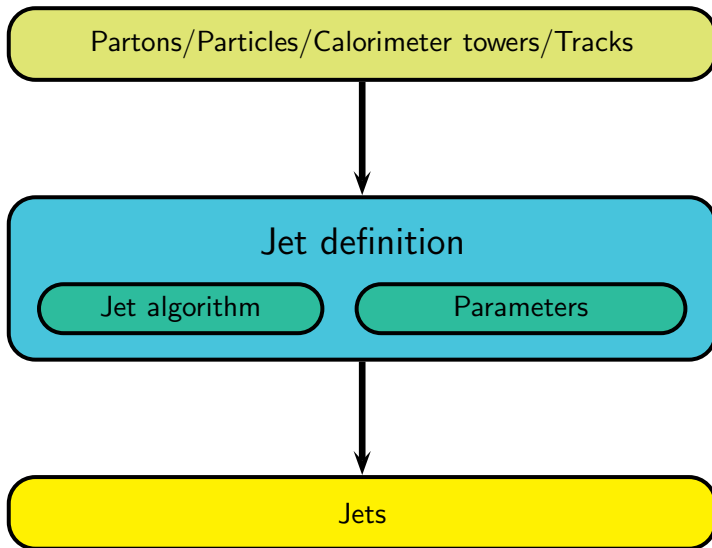 Partons/Particles/Calorimeter towers/Tracks
Jet definition
Jet algorithm
Parameters
Jets